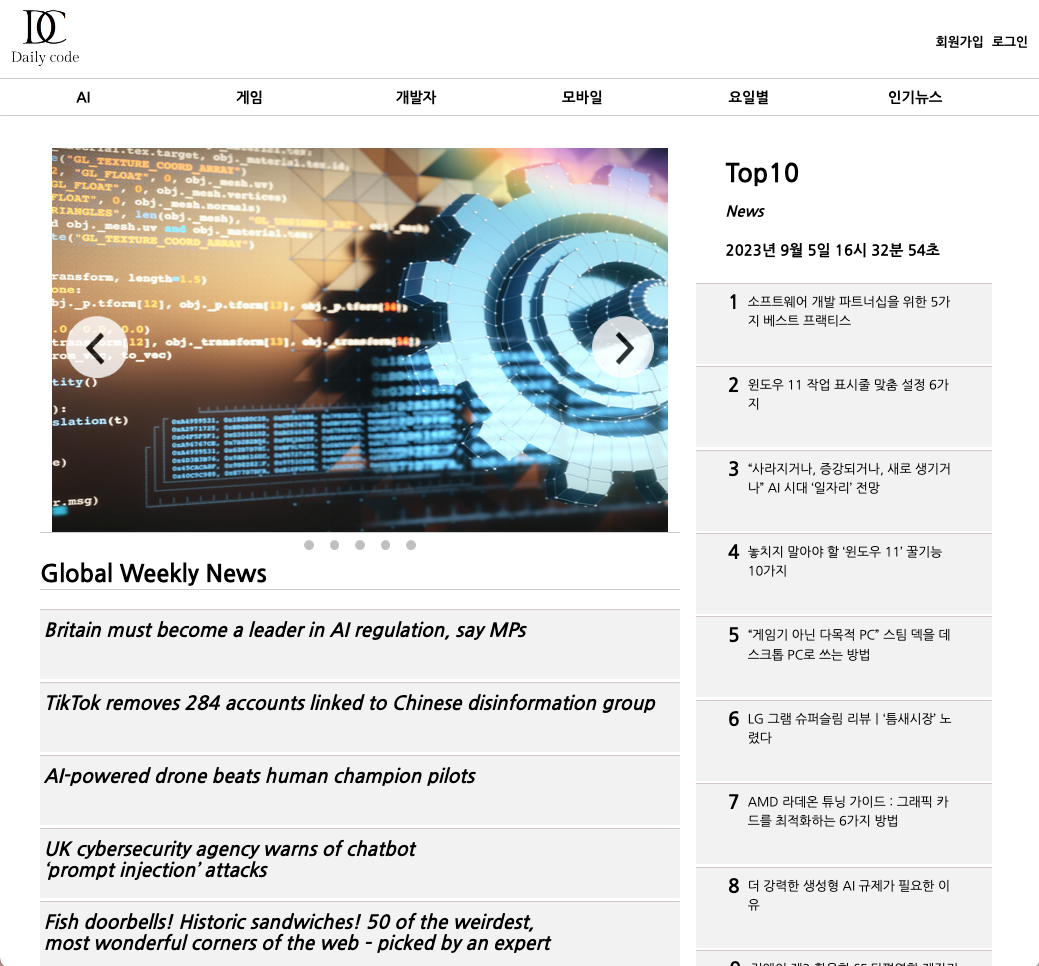 DC
Daily code
회원가입 로그인
AI 게임 개발자 모바일 요일별 인기뉴스
Top10
News
2023년 9월 5일 16시 32분 54초
1 소프트웨어 개발 파트너십을 위한 5가
지 베스트 프랙티스
2 윈도우 11 작업 표시줄 맞춤 설정 6가
지
3 “사라지거나, 증강되거나, 새로 생기거
나” AI 시대 ‘일자리’ 전망
4 놓치지 말아야 할 ‘윈도우 11’ 꿀기능
10가지
5 “게임기 아닌 다목적 PC” 스팀 덱을 데
스크톱 PC로 쓰는 방법
6 LG 그램 슈퍼슬림 리뷰 | ‘틈새시장’ 노
렸다
7 AMD 라데온 튜닝 가이드 : 그래픽 카
드를 최적화하는 6가지 방법
8 더 강력한 생성형 AI 규제가 필요한 이
유
Global Weekly News
Britain must become a leader in AI regulation, say MPs
TikTok removes 284 accounts linked to Chinese disinformation group
AI-powered drone beats human champion pilots
UK cybersecurity agency warns of chatbot
‘prompt injection’ attacks
Fish doorbells! Historic sandwiches! 50 of the weirdest,
most wonderful corners of the web – picked by an expert